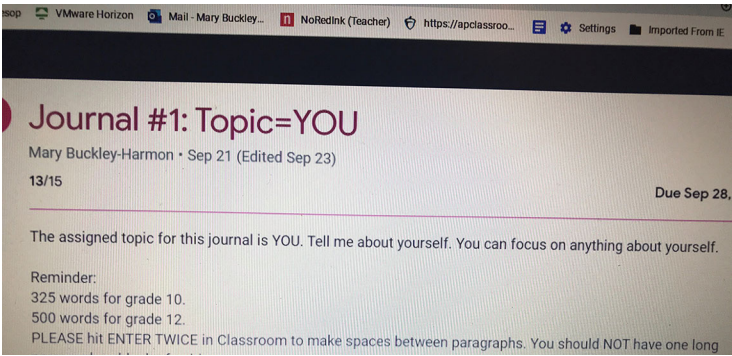 esop VMware Horizon Mail - Mary Buckley... NoRedInk (Teacher) https://apclassroo... Settings Imported From IE
Journal #1: Topic=YOU
Mary Buckley-Harmon • Sep 21 (Edited Sep 23)
13/15
Due Sep 28,
The assigned topic for this journal is YOU. Tell me about yourself. You can focus on anything about yourself.
Reminder:
325 words for grade 10.
500 words for grade 12.
PLEASE hit ENTER TWICE in Classroom to make spaces between paragraphs. You should NOT have one long